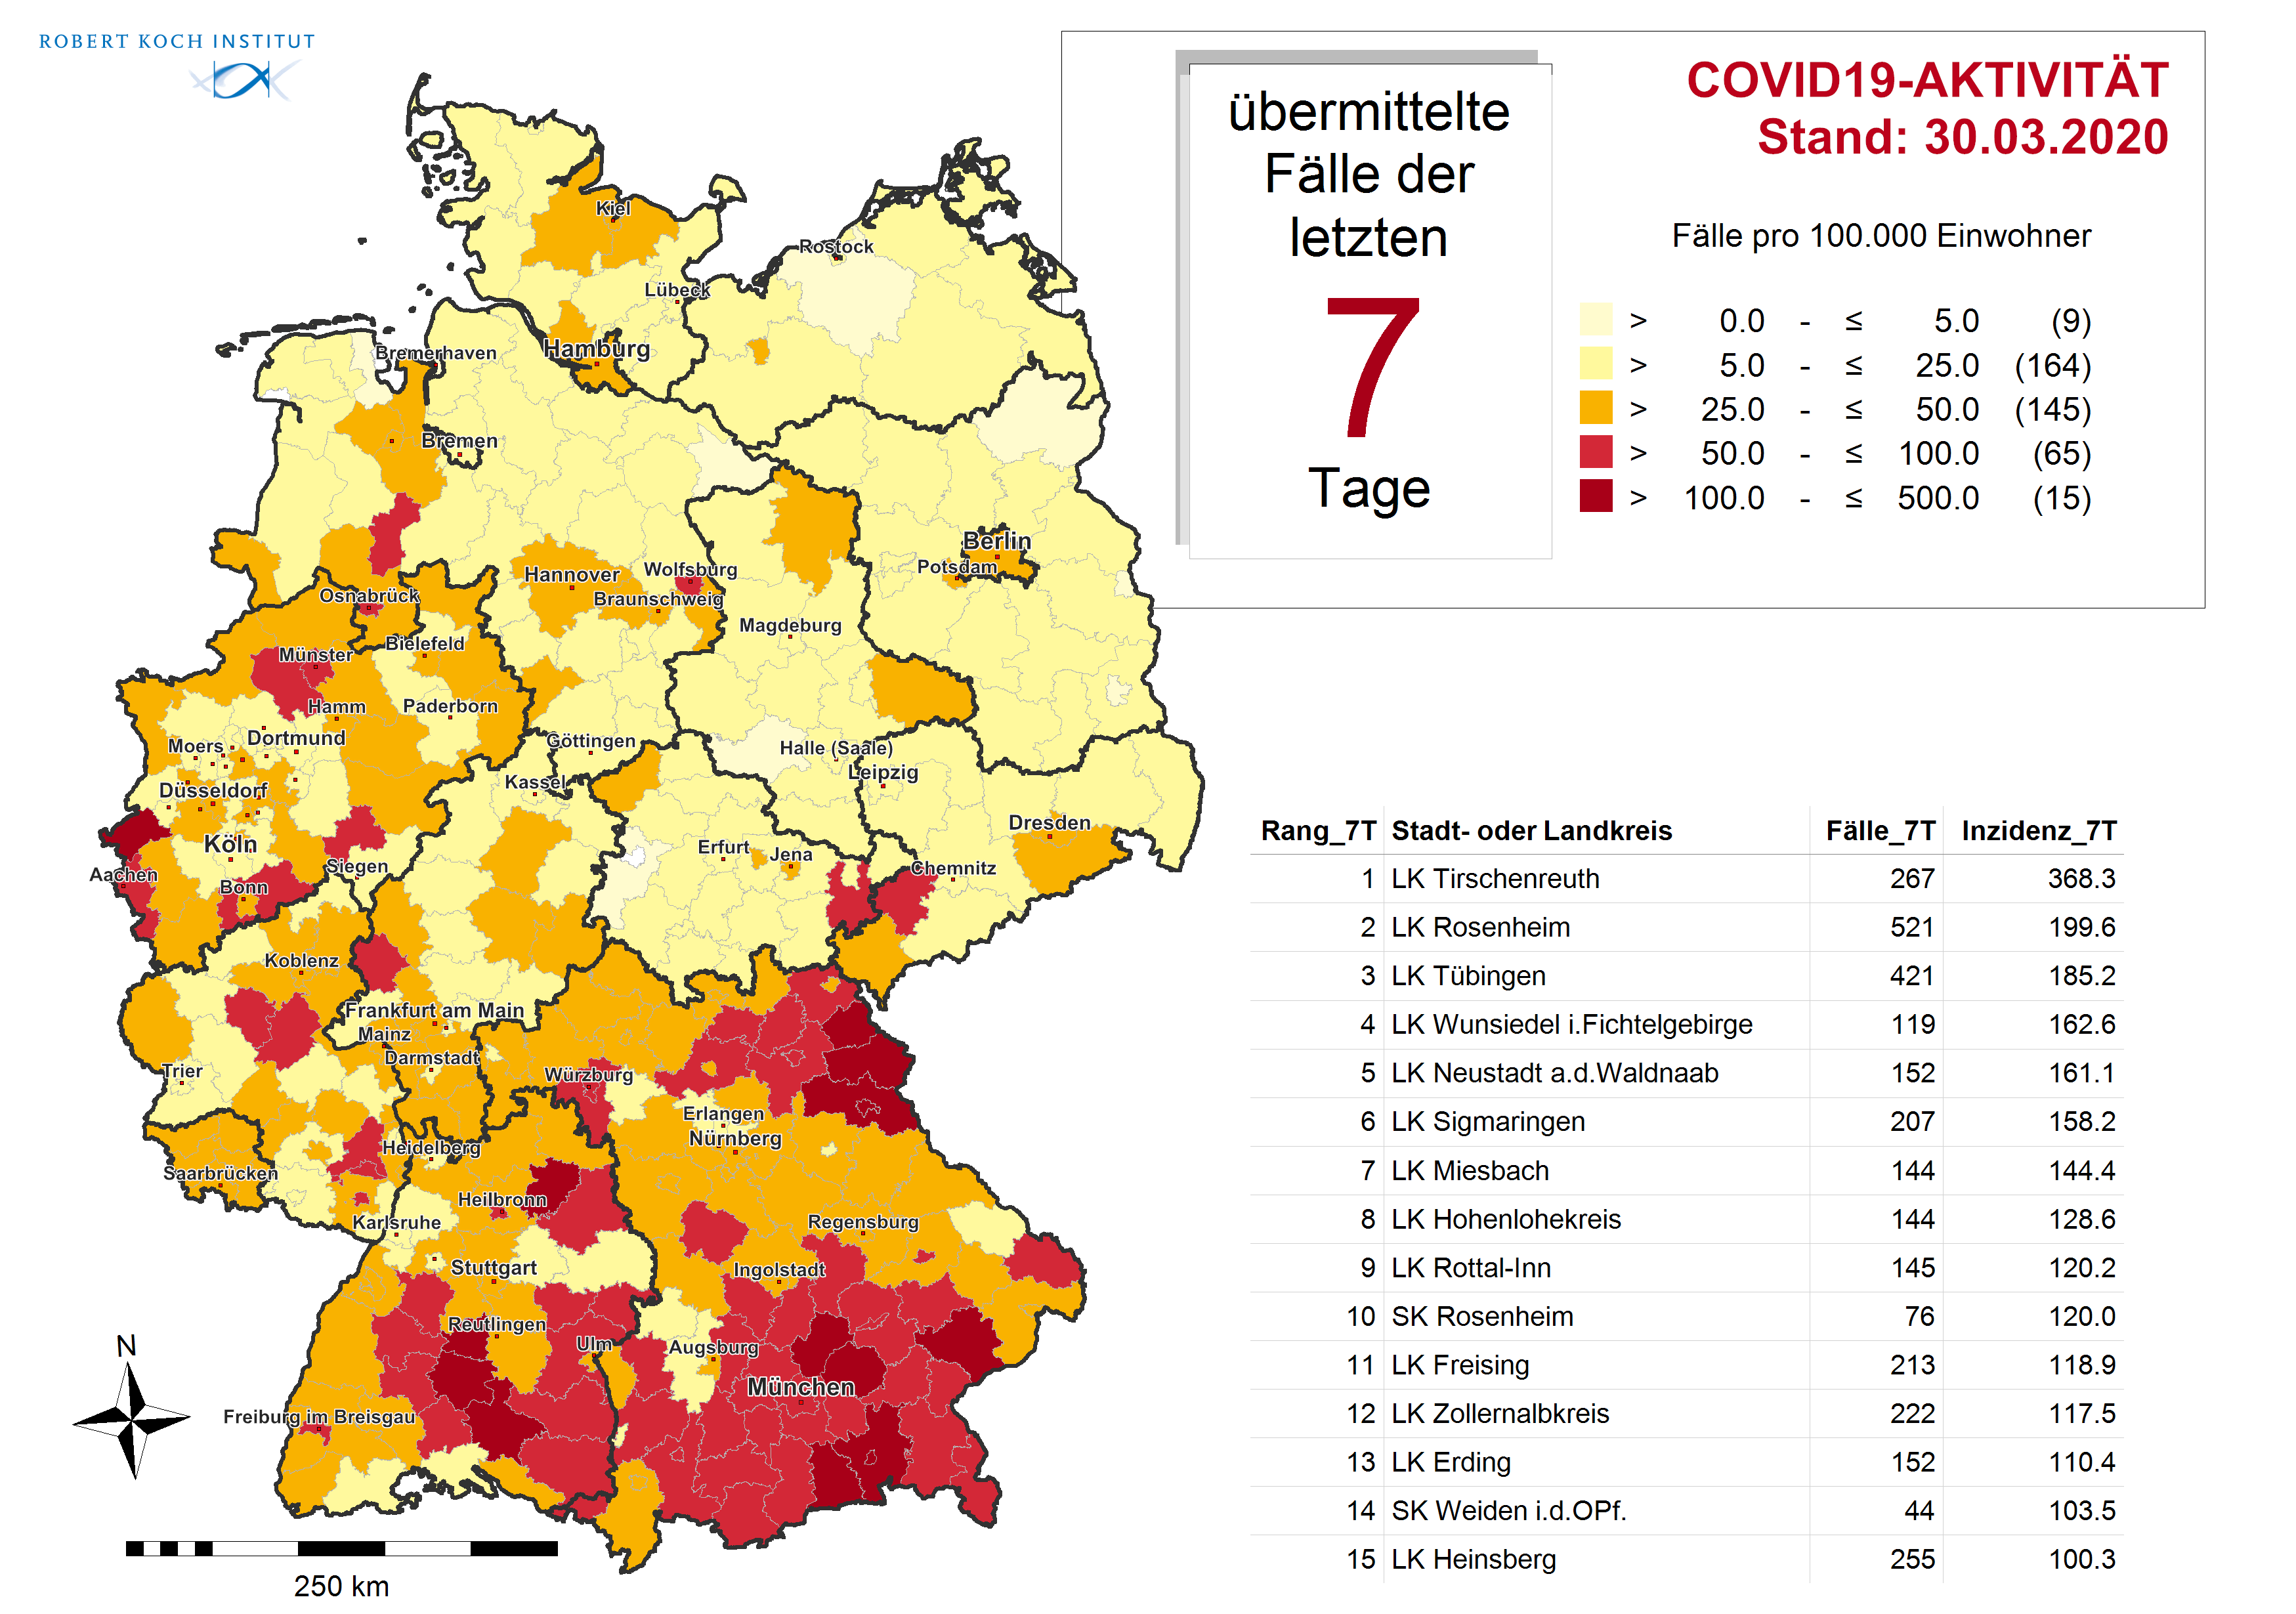 ROBERT KOCH INSTITUT
übermittelte
Fälle der
letzten
7
Tage
COVID19-AKTIVITÄT
Stand: 30.03.2020
Fälle pro 100.000 Einwohner
> 0.0 - ≤ 5.0 (9)
> 5.0 - ≤ 25.0 (164)
> 25.0 - ≤ 50.0 (145)
> 50.0 - ≤ 100.0 (65)
> 100.0 - ≤ 500.0 (15)
Kiel
Rostock
Lübeck
Hamburg
Bremerhaven
Bremen
Berlin
Potsdam
Hannover
Wolfsburg
Braunschweig
Osnabrück
Magdeburg
Bielefeld
Münster
Hamm
Paderborn
Moers
Dortmund
Göttingen
Halle (Saale)
Leipzig
Kassel
Düsseldorf
Dresden
Köln
Erfurt
Jena
Siegen
Chemnitz
Aachen
Bonn
Koblenz
Frankfurt am Main
Mainz
Darmstadt
Trier
Würzburg
Erlangen
Nürnberg
Heidelberg
Saarbrücken
Heilbronn
Karlsruhe
Regensburg
Stuttgart
Ingolstadt
Reutlingen
Ulm
Augsburg
München
Freiburg im Breisgau
N
250 km
Rang_7T Stadt- oder Landkreis Fälle_7T Inzidenz_7T
1 LK Tirschenreuth 267 368.3
2 LK Rosenheim 521 199.6
3 LK Tübingen 421 185.2
4 LK Wunsiedel i.Fichtelgebirge 119 162.6
5 LK Neustadt a.d.Waldnaab 152 161.1
6 LK Sigmaringen 207 158.2
7 LK Miesbach 144 144.4
8 LK Hohenlohekreis 144 128.6
9 LK Rottal-Inn 145 120.2
10 SK Rosenheim 76 120.0
11 LK Freising 213 118.9
12 LK Zollernalbkreis 222 117.5
13 LK Erding 152 110.4
14 SK Weiden i.d.OPf. 44 103.5
15 LK Heinsberg 255 100.3